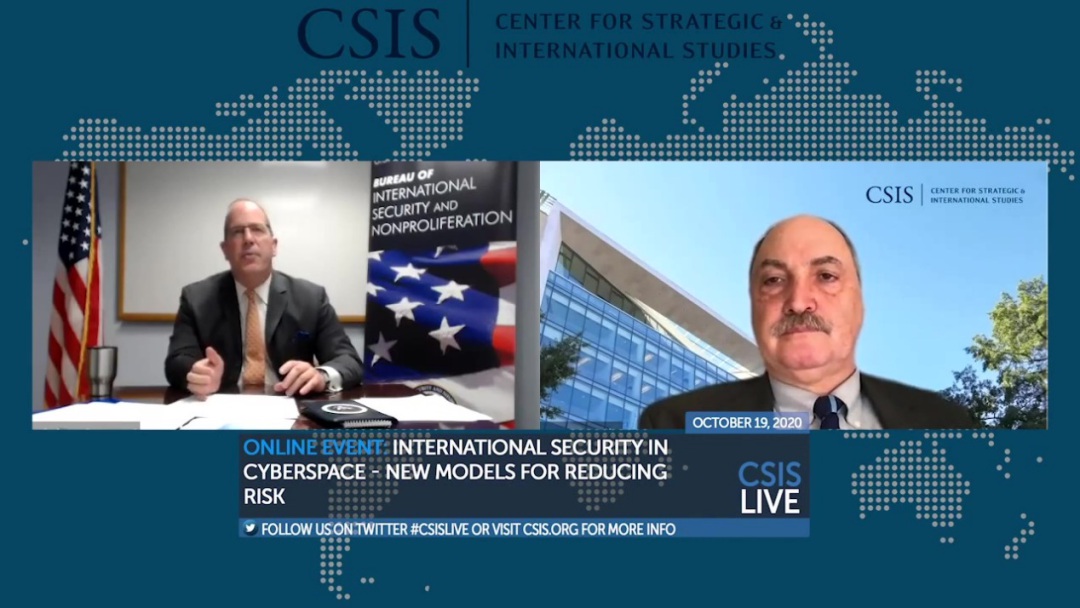 CSIS
CENTER FOR STRATEGIC &
INTERNATIONAL STUDIES
BUREAU OF
INTERNATIONAL
SECURITY AND
NONPROLIFERATION
CSIS
CENTER FOR STRATEGIC &
INTERNATIONAL STUDIES
OCTOBER 19, 2020
ONLINE EVENT: INTERNATIONAL SECURITY IN
CYBERSPACE - NEW MODELS FOR REDUCING
RISK
CSIS
LIVE
FOLLOW US ON TWITTER #CSISLIVE OR VISIT CSIS.ORG FOR MORE INFO